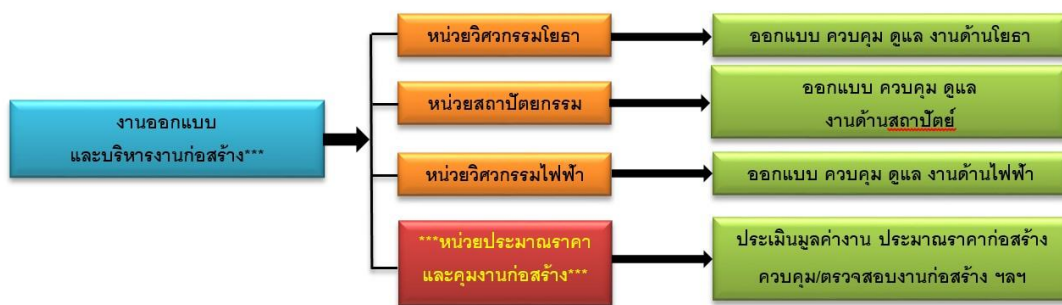 งานออกแบบ
และบริหารงานก่อสร้าง***
หน่วยวิศวกรรมโยธา
ออกแบบ ควบคุม ดูแล งานด้านโยธา
หน่วยสถาปัตยกรรม
ออกแบบ ควบคุม ดูแล
งานด้านสถาปัตย์
หน่วยวิศวกรรมไฟฟ้า
ออกแบบ ควบคุม ดูแล งานด้านไฟฟ้า
***หน่วยประมาณราคา
และคุมงานก่อสร้าง***
ประเมินมูลค่างาน ประมาณราคาก่อสร้าง
ควบคุม/ตรวจสอบงานก่อสร้าง ฯลฯ